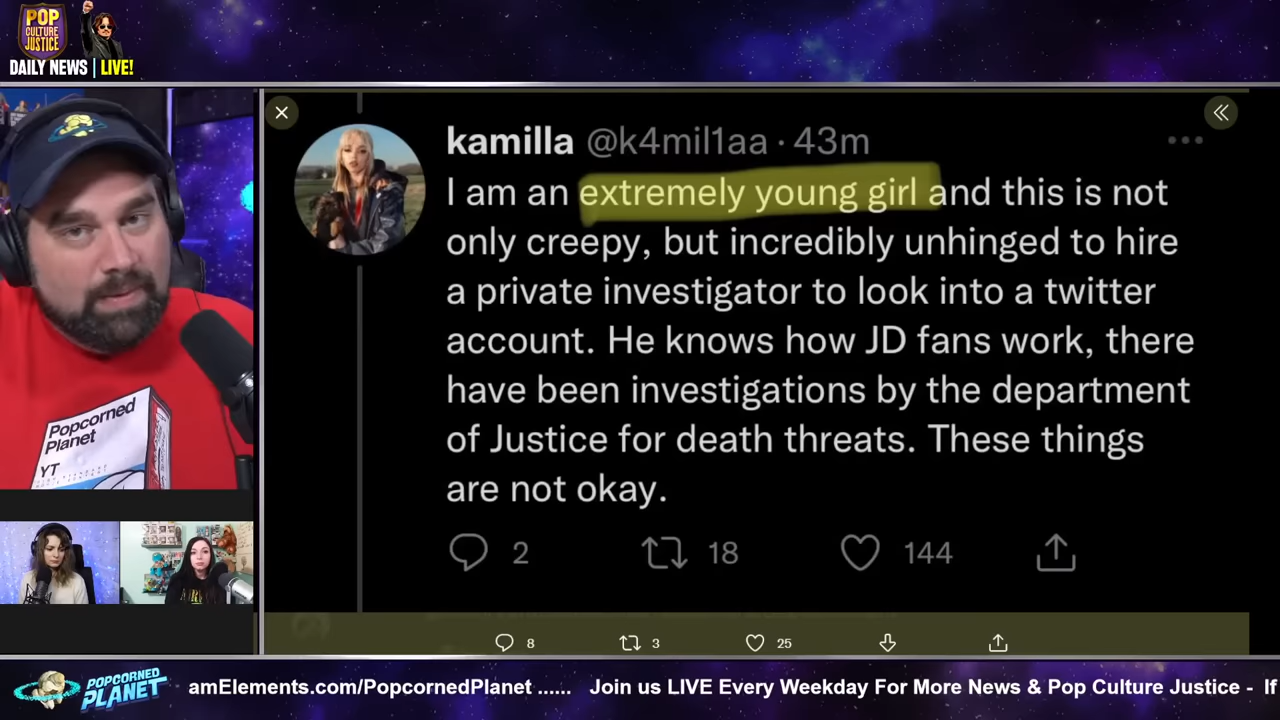 POP
CULTURE
JUSTICE
DAILY NEWS | LIVE!
kamilla @k4mil1aa · 43m
I am an extremely young girl and this is not
only creepy, but incredibly unhinged to hire
a private investigator to look into a twitter
account. He knows how JD fans work, there
have been investigations by the department
of Justice for death threats. These things
are not okay.
2 18 144
8 3 25
Popcorned
Planet
YT
POPCORNED
PLANET
amElements.com/PopcornedPlanet ...... Join us LIVE Every Weekday For More News & Pop Culture Justice - If